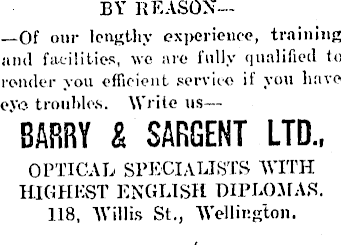 BY REASON—
—Of our lengthy experience, training
and facilities, we are fully qualified to
render you efficient service if you have
eye troubles. Write us—
BARRY & SARGENT LTD.,
OPTICAL SPECIALISTS WITH
HIGHEST ENGLISH DIPLOMAS.
118, Willis St., Wellington.